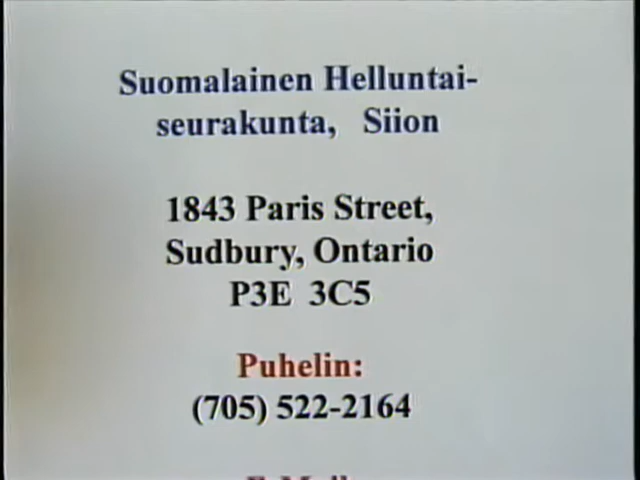 Suomalainen Helluntai-
seurakunta, Siion
1843 Paris Street,
Sudbury, Ontario
P3E 3C5
Puhelin:
(705) 522-2164